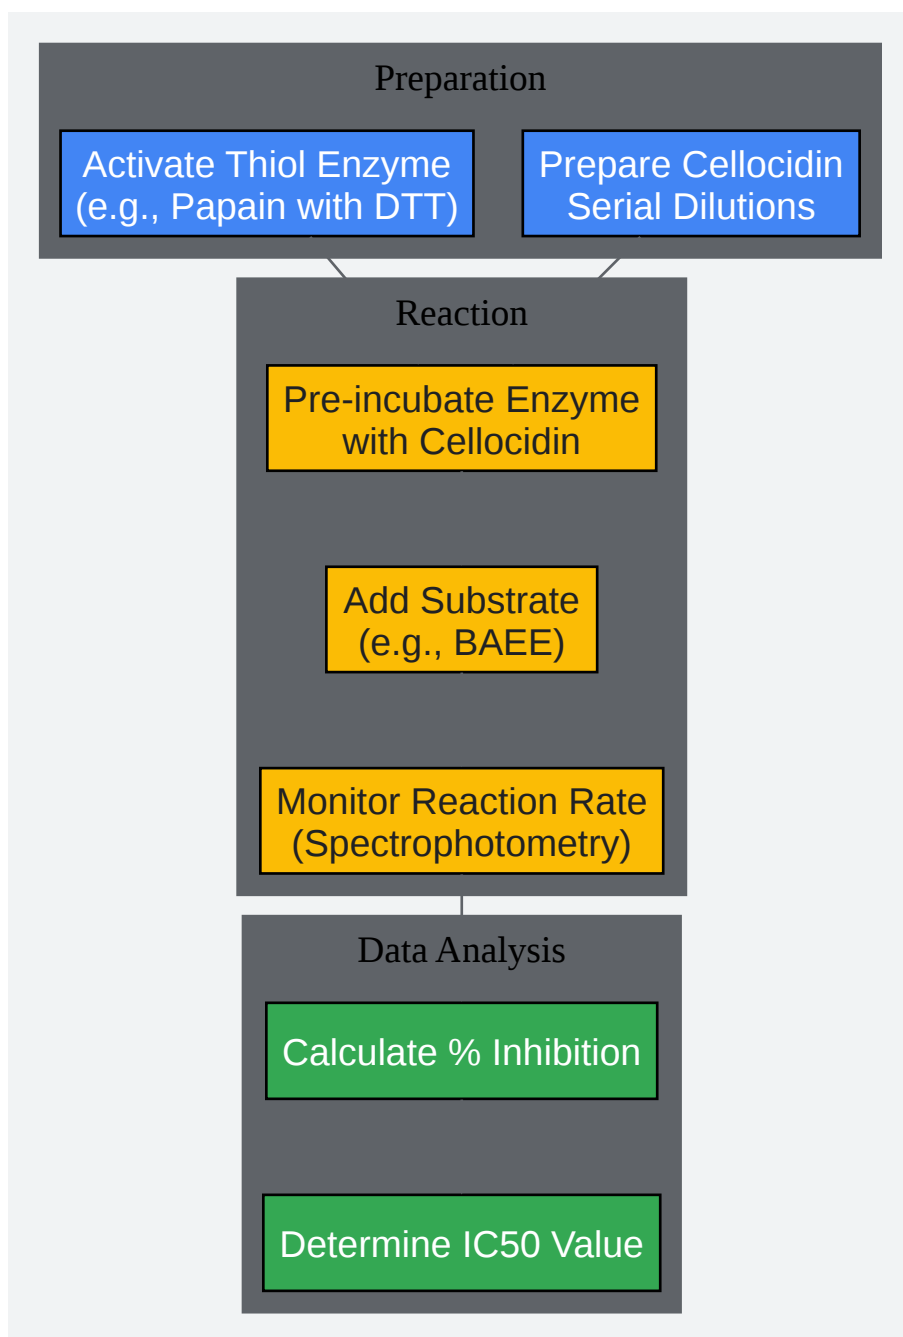 Preparation
Activate Thiol Enzyme
(e.g., Papain with DTT)
Prepare Cellocidin
Serial Dilutions
Reaction
Pre-incubate Enzyme
with Cellocidin
Add Substrate
(e.g., BAEE)
Monitor Reaction Rate
(Spectrophotometry)
Data Analysis
Calculate % Inhibition
Determine IC50 Value